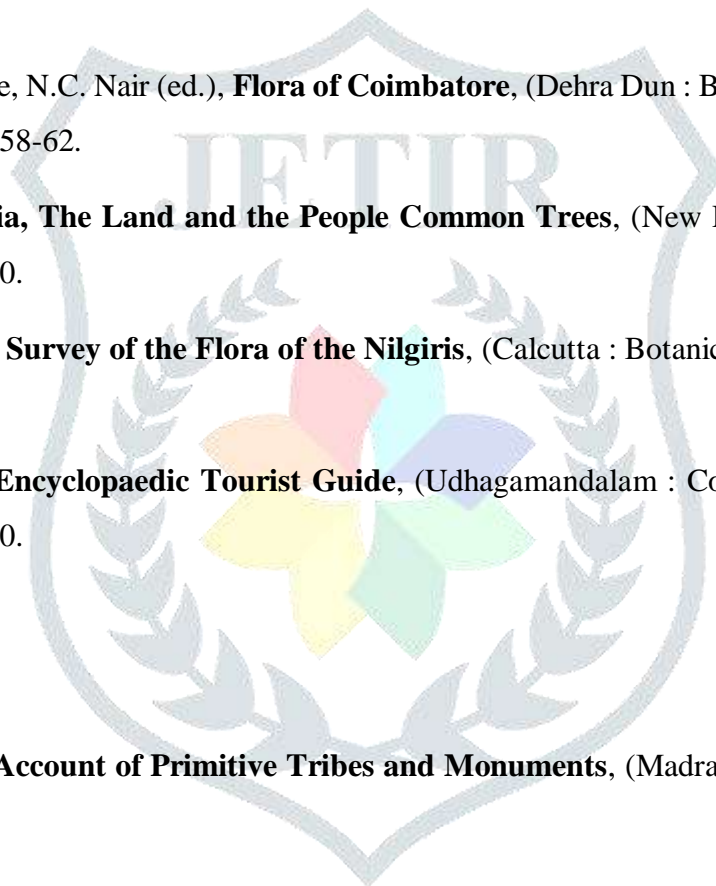 e, N.C. Nair (ed.), Flora of Coimbatore, (Dehra Dun : B
58-62.
JETIR
ia, The Land and the People Common Trees, (New
0.
Survey of the Flora of the Nilgiris, (Calcutta : Botanic
Encyclopaedic Tourist Guide, (Udhagamandalam : Co
0.
Account of Primitive Tribes and Monuments, (Madra